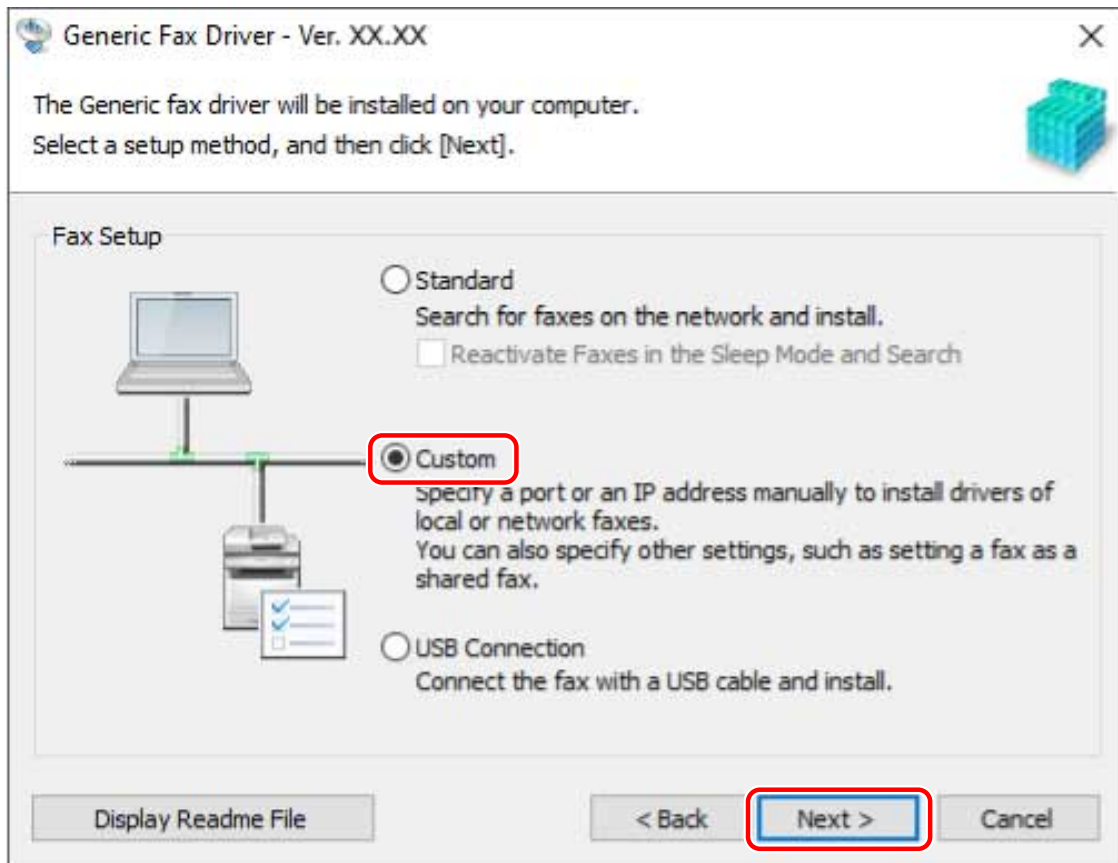 Generic Fax Driver - Ver. XX.XX
The Generic fax driver will be installed on your computer.
Select a setup method, and then click [Next].
Fax Setup
Standard
Search for faxes on the network and install.
Reactivate Faxes in the Sleep Mode and Search
Custom
Specify a port or an IP address manually to install drivers of
local or network faxes.
You can also specify other settings, such as setting a fax as a
shared fax.
USB Connection
Connect the fax with a USB cable and install.
Display Readme File
< Back
Next >
Cancel